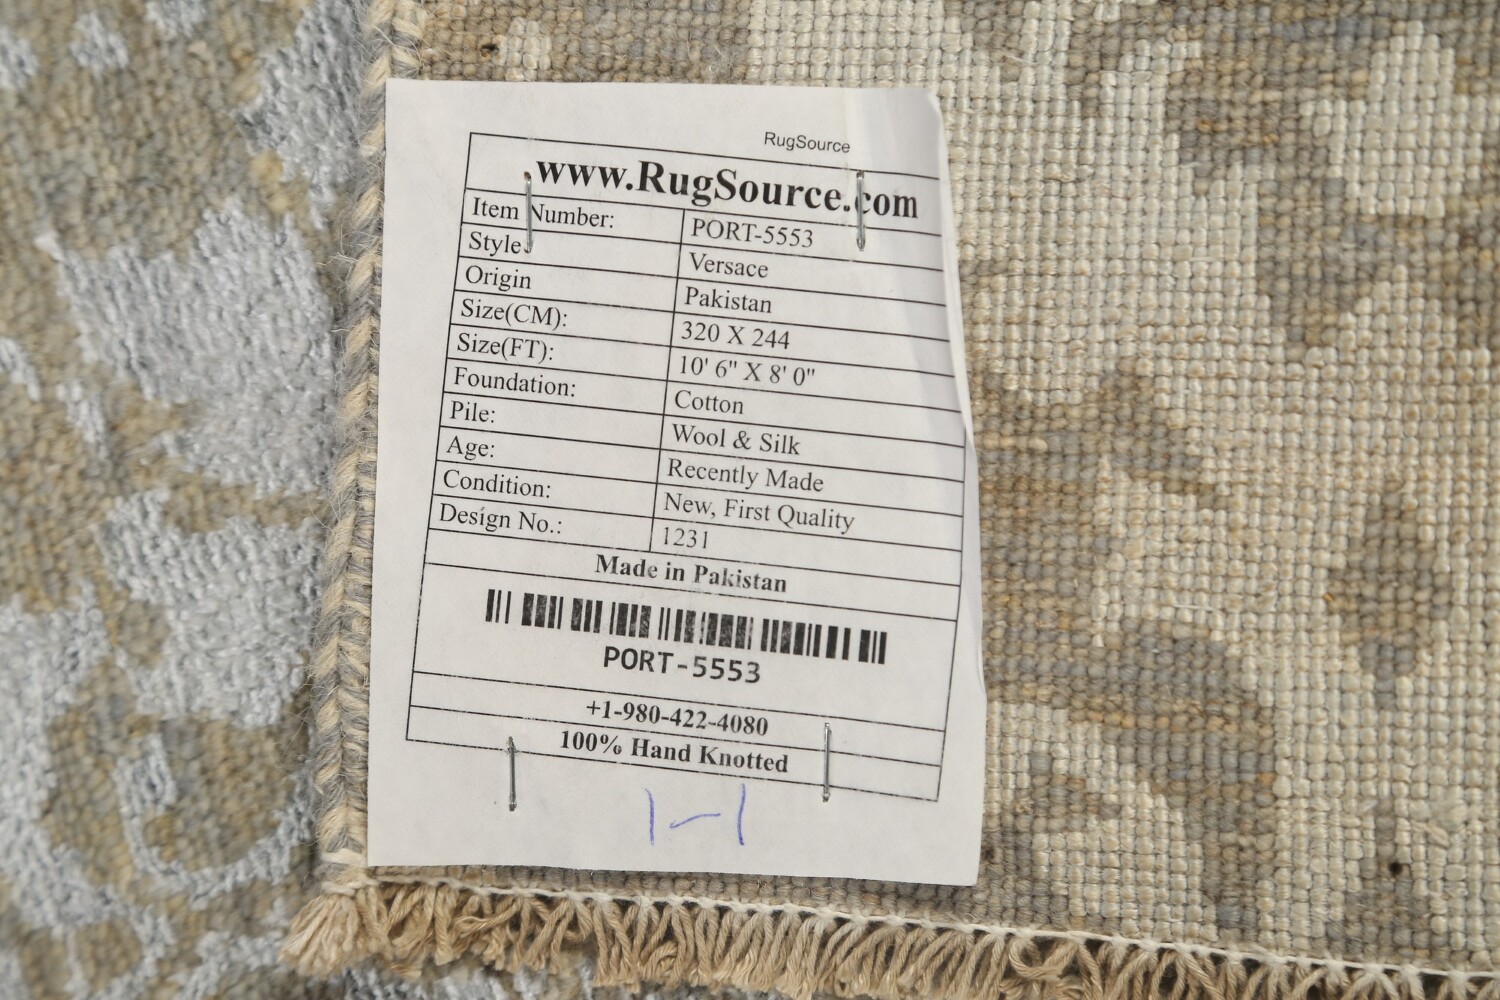 RugSource
www.RugSource.com
Item Number: PORT-5553
Style: Versace
Origin Pakistan
Size(CM): 320 X 244
Size(FT): 10' 6" X 8' 0"
Foundation: Cotton
Pile: Wool & Silk
Age: Recently Made
Condition: New, First Quality
Design No.: 1231
Made in Pakistan
PORT-5553
+1-980-422-4080
100% Hand Knotted
1-1